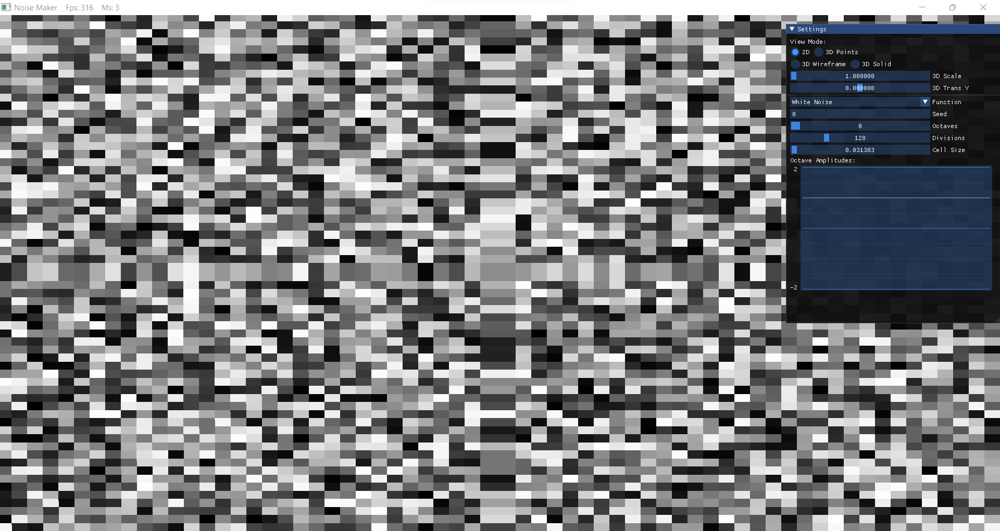 Noise Maker Fps: 316 Ms: 3
Settings
View Mode:
2D 3D Points
3D Wireframe 3D Solid
1.000000 3D Scale
0.000000 3D Trans Y
White Noise Function
0 Seed
0 Octaves
128 Divisions
0.031383 Cell Size
Octave Amplitudes:
2
-2